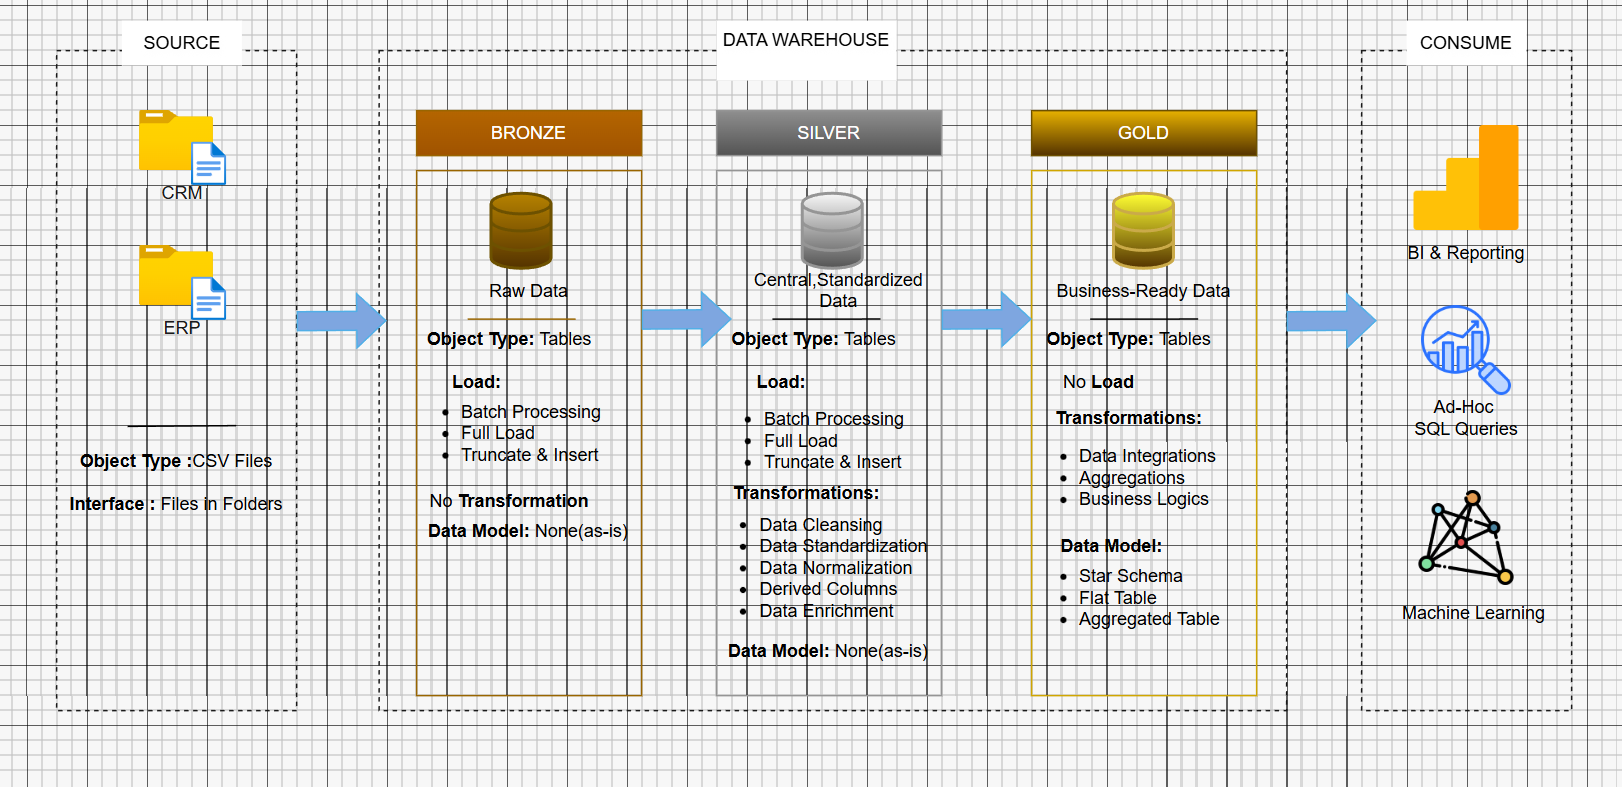 SOURCE
CRM
ERP
Object Type :CSV Files
Interface : Files in Folders
DATA WAREHOUSE
BRONZE
Raw Data
Object Type: Tables
Load:
Batch Processing
Full Load
Truncate & Insert
No Transformation
Data Model: None(as-is)
SILVER
Central,Standardized
Data
Object Type: Tables
Load:
Batch Processing
Full Load
Truncate & Insert
Transformations:
Data Cleansing
Data Standardization
Data Normalization
Derived Columns
Data Enrichment
Data Model: None(as-is)
GOLD
Business-Ready Data
Object Type: Tables
No Load
Transformations:
Data Integrations
Aggregations
Business Logics
Data Model:
Star Schema
Flat Table
Aggregated Table
CONSUME
BI & Reporting
Ad-Hoc
SQL Queries
Machine Learning